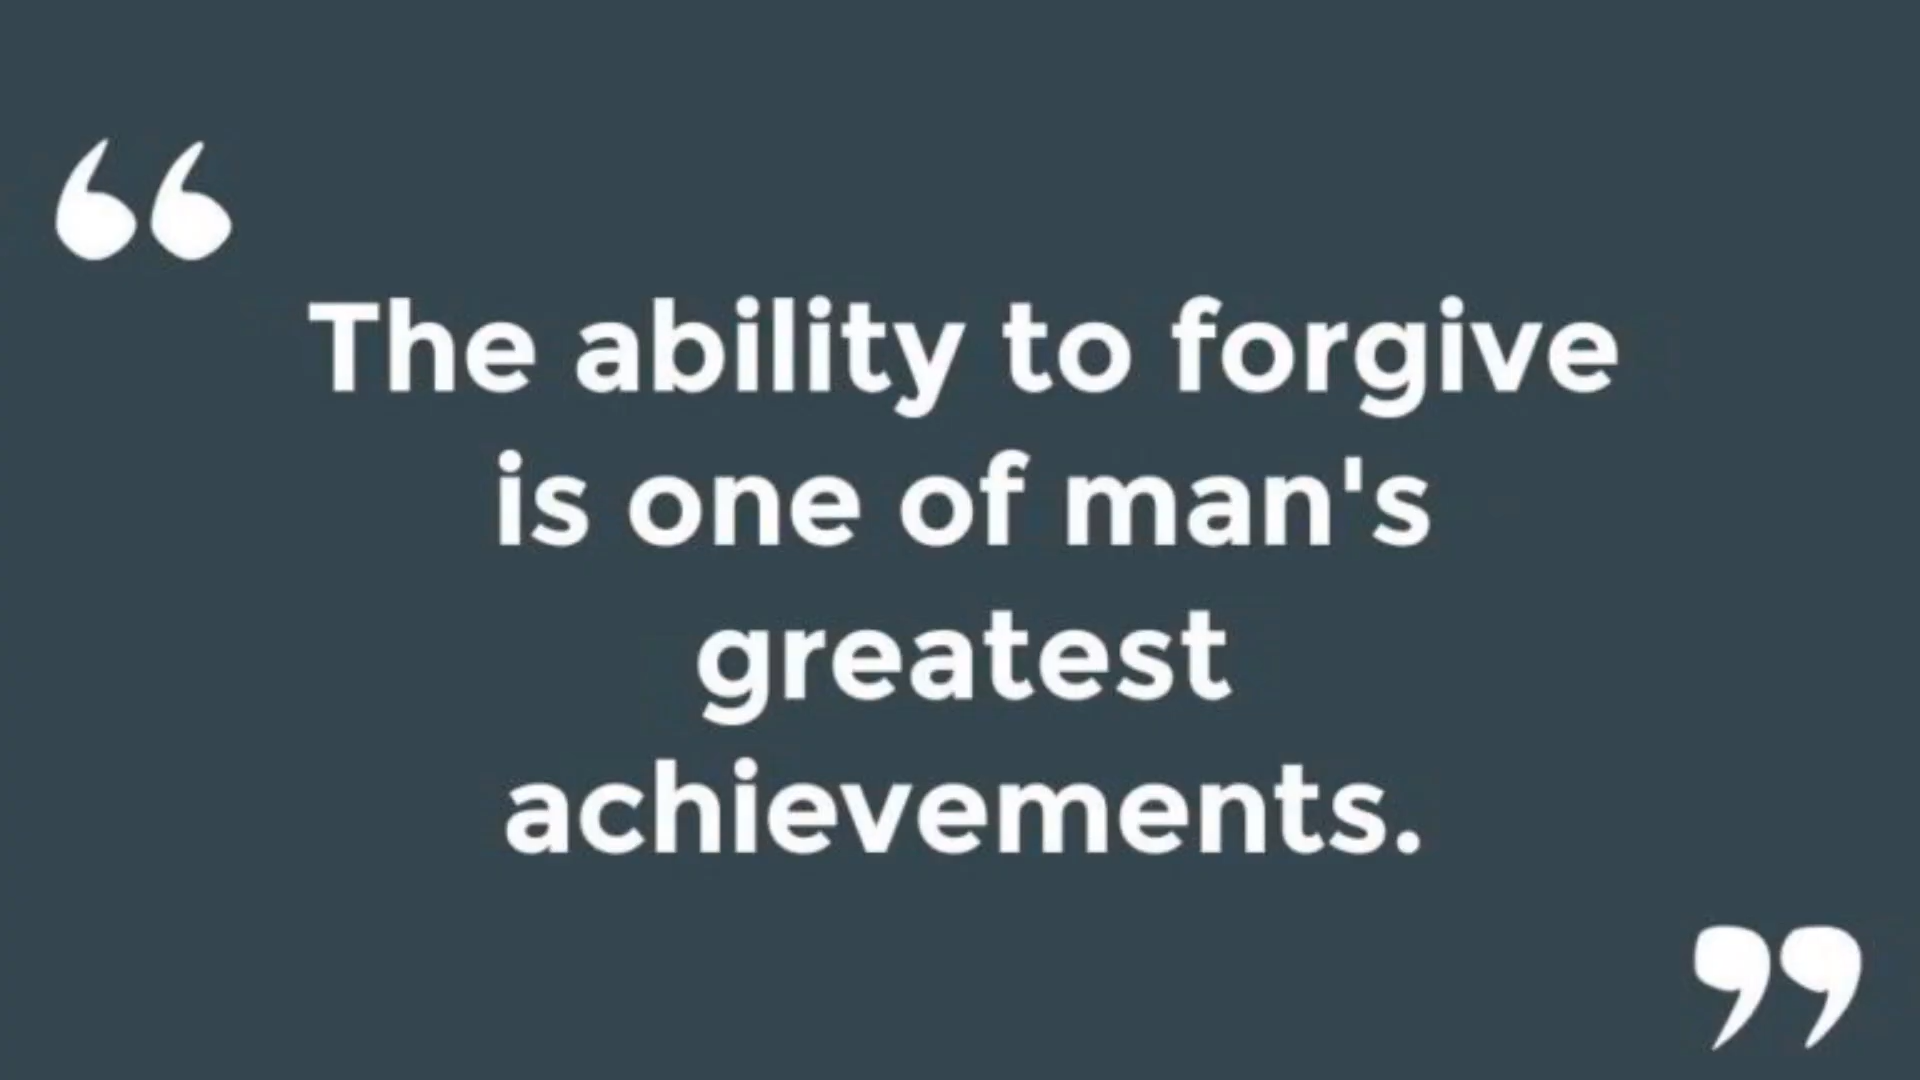 “
The ability to forgive
is one of man's
greatest
achievements.
”